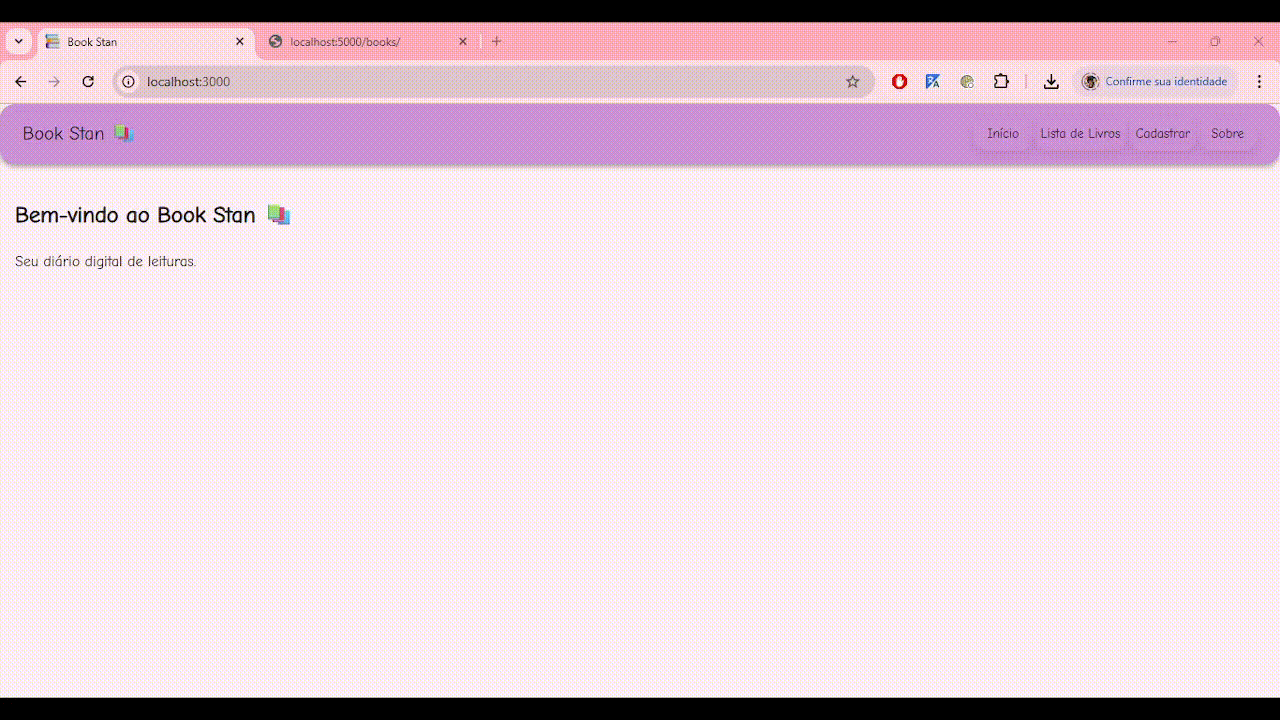 Book Stan
localhost:5000/books/
localhost:3000
Confirme sua identidade
Book Stan
Início
Lista de Livros
Cadastrar
Sobre
Bem-vindo ao Book Stan
Seu diário digital de leituras.